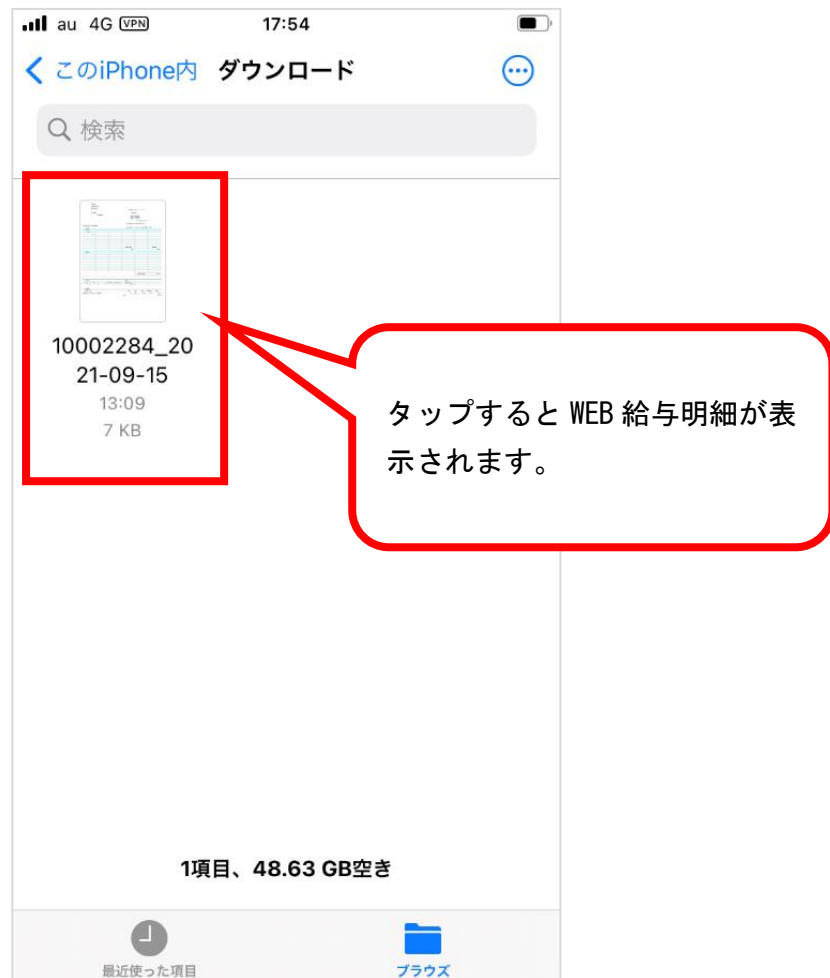 au 4G VPN 17:54
このiPhone内 ダウンロード
検索
10002284_20
21-09-15
13:09
7 KB
タップすると WEB 給与明細が表
示されます。
1項目、48.63 GB空き
最近使った項目 ブラウズ